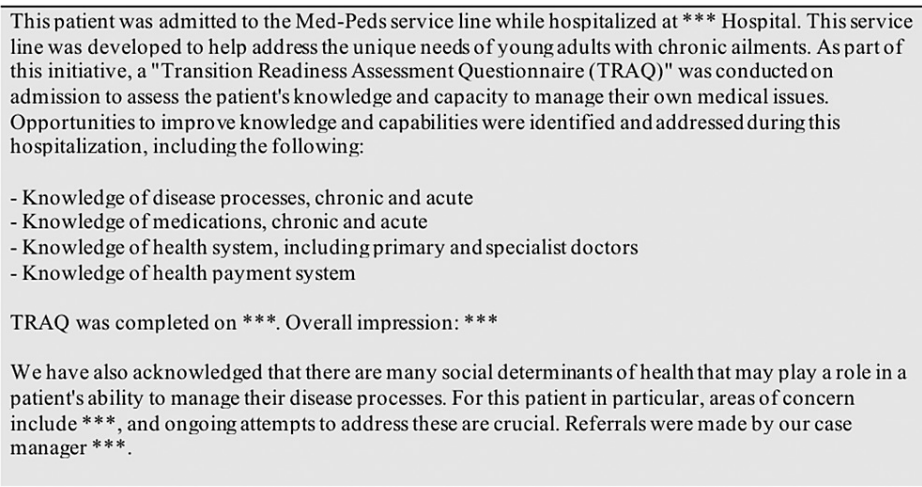 This patient was admitted to the Med-Peds service line while hospitalized at *** Hospital. This service
line was developed to help address the unique needs of young adults with chronic ailments. As part of
this initiative, a "Transition Readiness Assessment Questionnaire (TRAQ)" was conducted on
admission to assess the patient's knowledge and capacity to manage their own medical issues.
Opportunities to improve knowledge and capabilities were identified and addressed during this
hospitalization, including the following:
- Knowledge of disease processes, chronic and acute
- Knowledge of medications, chronic and acute
- Knowledge of health system, including primary and specialist doctors
- Knowledge of health payment system
TRAQ was completed on ***. Overall impression: ***
We have also acknowledged that there are many social determinants of health that may play a role in a
patient's ability to manage their disease processes. For this patient in particular, areas of concern
include ***, and ongoing attempts to address these are crucial. Referrals were made by our case
manager ***.